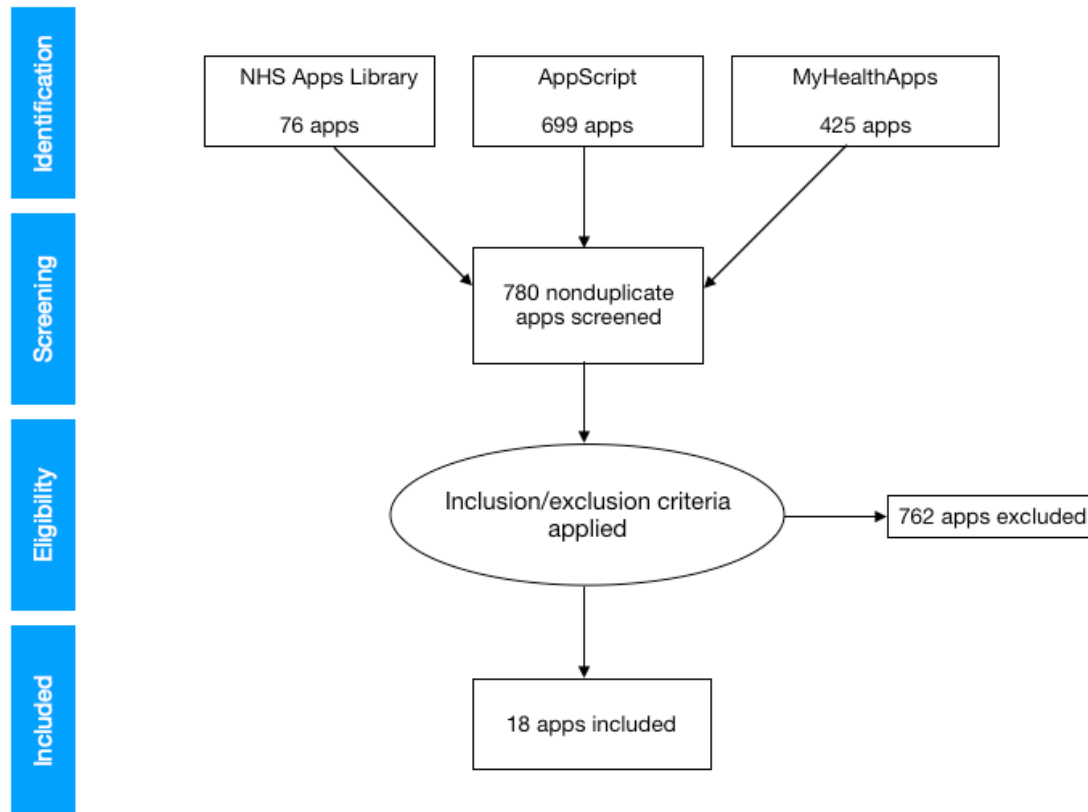 Identification
NHS Apps Library
76 apps
AppScript
699 apps
MyHealthApps
425 apps
Screening
780 nonduplicate
apps screened
Eligibility
Inclusion/exclusion criteria
applied
762 apps excluded
Included
18 apps included